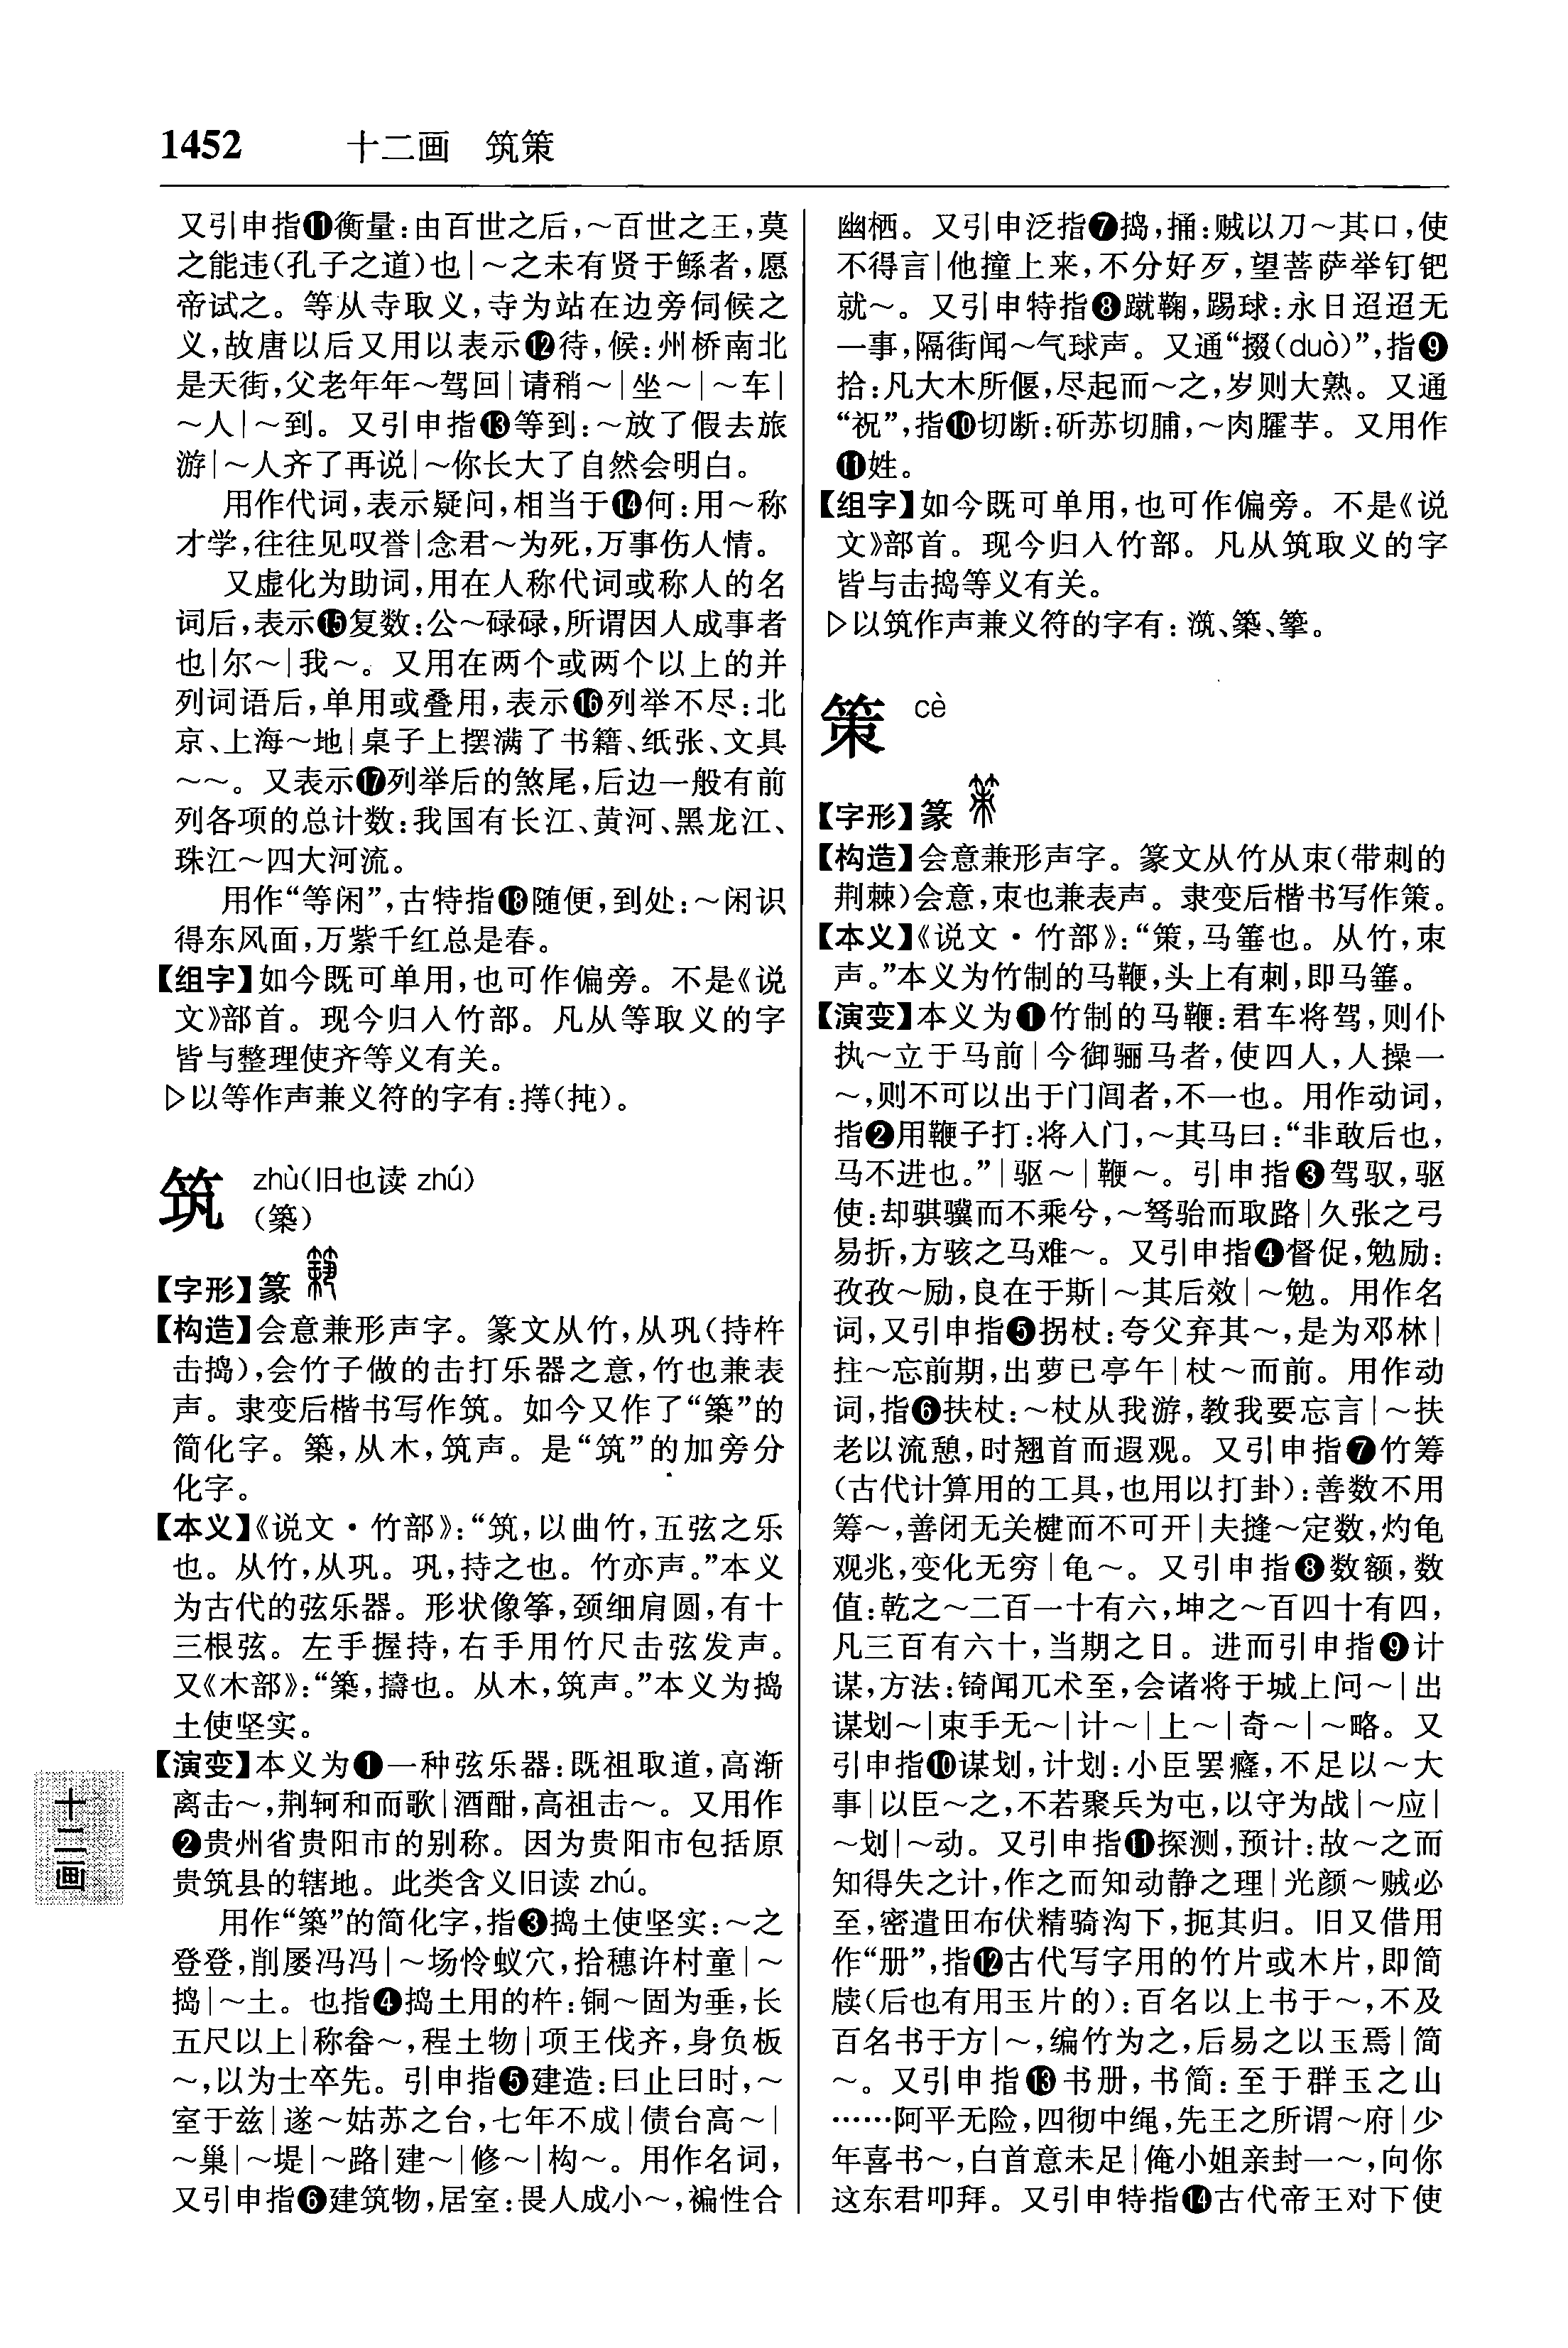 1452 十二画 筑策
又引申指⓫衡量:由百世之后,～百世之王,莫
之能违(孔子之道)也|～之未有贤于鲧者,愿
帝试之。等从寺取义,寺为站在边旁伺候之
义,故唐以后又用以表示⓬待,候:州桥南北
是天街,父老年年～驾回|请稍～|坐～|～车|
～人|～到。又引申指⓭等到:～放了假去旅
游|～人齐了再说|～你长大了自然会明白。
用作代词,表示疑问,相当于⓮何:用～称
才学,往往见叹誉|念君～为死,万事伤人情。
又虚化为助词,用在人称代词或称人的名
词后,表示⓯复数:公～碌碌,所谓因人成事者
也|尔～|我～。又用在两个或两个以上的并
列词语后,单用或叠用,表示⓰列举不尽:北
京、上海～地|桌子上摆满了书籍、纸张、文具
～～。又表示⓱列举后的煞尾,后边一般有前
列各项的总计数:我国有长江、黄河、黑龙江、
珠江～四大河流。
用作“等闲”,古特指⓲随便,到处:～闲识
得东风面,万紫千红总是春。
【组字】如今既可单用,也可作偏旁。不是《说
文》部首。现今归入竹部。凡从等取义的字
皆与整理使齐等义有关。
▷以等作声兼义符的字有:撙(扽)。
筑 zhù(旧也读 zhú)
(築)
【字形】篆
【构造】会意兼形声字。篆文从竹,从巩(持杵
击捣),会竹子做的击打乐器之意,竹也兼表
声。隶变后楷书写作筑。如今又作了“築”的
简化字。築,从木,筑声。是“筑”的加旁分
化字。
【本义】《说文·竹部》:“筑,以曲竹,五弦之乐
也。从竹,从巩。巩,持之也。竹亦声。”本义
为古代的弦乐器。形状像筝,颈细肩圆,有十
三根弦。左手握持,右手用竹尺击弦发声。
又《木部》:“築,擣也。从木,筑声。”本义为捣
土使坚实。
【演变】本义为❶一种弦乐器:既祖取道,高渐
离击～,荆轲和而歌|酒酣,高祖击～。又用作
❷贵州省贵阳市的别称。因为贵阳市包括原
贵筑县的辖地。此类含义旧读 zhú。
用作“築”的简化字,指❸捣土使坚实:～之
登登,削屡冯冯|～场怜蚁穴,拾穗许村童|～
捣|～土。也指❹捣土用的杵:铜～固为垂,长
五尺以上|称畚～,程土物|项王伐齐,身负板
～,以为士卒先。引申指❺建造:曰止曰时,～
室于兹|遂～姑苏之台,七年不成|债台高～|
～巢|～堤|～路|建～|修～|构～。用作名词,
又引申指❻建筑物,居室:畏人成小～,褊性合
幽栖。又引申泛指❼捣,捅:贼以刀～其口,使
不得言|他撞上来,不分好歹,望菩萨举钉钯
就～。又引申特指❽蹴鞠,踢球:永日迢迢无
一事,隔街闻～气球声。又通“掇(duò)”,指❾
拾:凡大木所偃,尽起而～之,岁则大熟。又通
“祝”,指❿切断:斫苏切脯,～肉臛芋。又用作
⓫姓。
【组字】如今既可单用,也可作偏旁。不是《说
文》部首。现今归入竹部。凡从筑取义的字
皆与击捣等义有关。
▷以筑作声兼义符的字有:㵭、築、𥱒。
策 cè
【字形】篆
【构造】会意兼形声字。篆文从竹从朿(带刺的
荆棘)会意,朿也兼表声。隶变后楷书写作策。
【本义】《说文·竹部》:“策,马箠也。从竹,朿
声。”本义为竹制的马鞭,头上有刺,即马箠。
【演变】本义为❶竹制的马鞭:君车将驾,则仆
执～立于马前|今御骊马者,使四人,人操一
～,则不可以出于门闾者,不一也。用作动词,
指❷用鞭子打:将入门,～其马曰:“非敢后也,
马不进也。”|驱～|鞭～。引申指❸驾驭,驱
使:却骐骥而不乘兮,～驽骀而取路|久张之弓
易折,方骇之马难～。又引申指❹督促,勉励:
孜孜～励,良在于斯|～其后效|～勉。用作名
词,又引申指❺拐杖:夸父弃其～,是为邓林|
拄～忘前期,出萝已亭午|杖～而前。用作动
词,指❻扶杖:～杖从我游,教我要忘言|～扶
老以流憩,时翘首而遐观。又引申指❼竹筹
(古代计算用的工具,也用以打卦):善数不用
筹～,善闭无关楗而不可开|夫揲～定数,灼龟
观兆,变化无穷|龟～。又引申指❽数额,数
值:乾之～二百一十有六,坤之～百四十有四,
凡三百有六十,当期之日。进而引申指❾计
谋,方法:锜闻兀术至,会诸将于城上问～|出
谋划～|束手无～|计～|上～|奇～|～略。又
引申指❿谋划,计划:小臣罢癃,不足以～大
事|以臣～之,不若聚兵为屯,以守为战|～应|
～划|～动。又引申指⓫探测,预计:故～之而
知得失之计,作之而知动静之理|光颜～贼必
至,密遣田布伏精骑沟下,扼其归。旧又借用
作“册”,指⓬古代写字用的竹片或木片,即简
牍(后也有用玉片的):百名以上书于～,不及
百名书于方|～,编竹为之,后易之以玉焉|简
～。又引申指⓭书册,书简:至于群玉之山
……阿平无险,四彻中绳,先王之所谓～府|少
年喜书～,白首意未足|俺小姐亲封一～,向你
这东君叩拜。又引申特指⓮古代帝王对下使
十二画